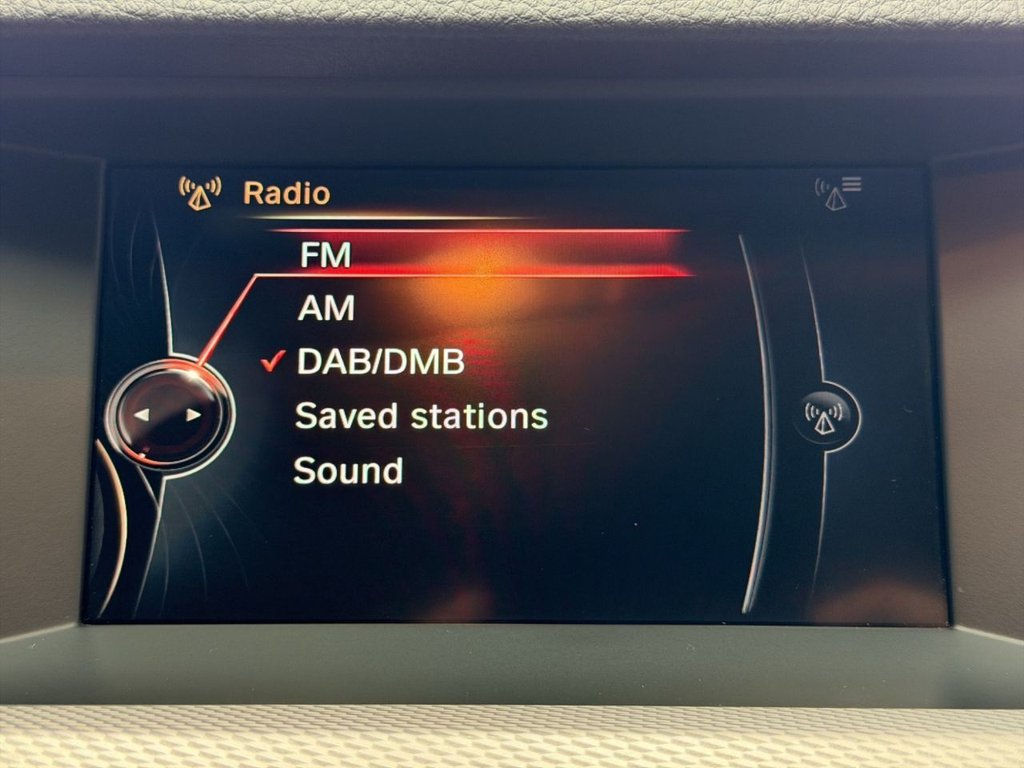 Radio
FM
AM
DAB/DMB
Saved stations
Sound